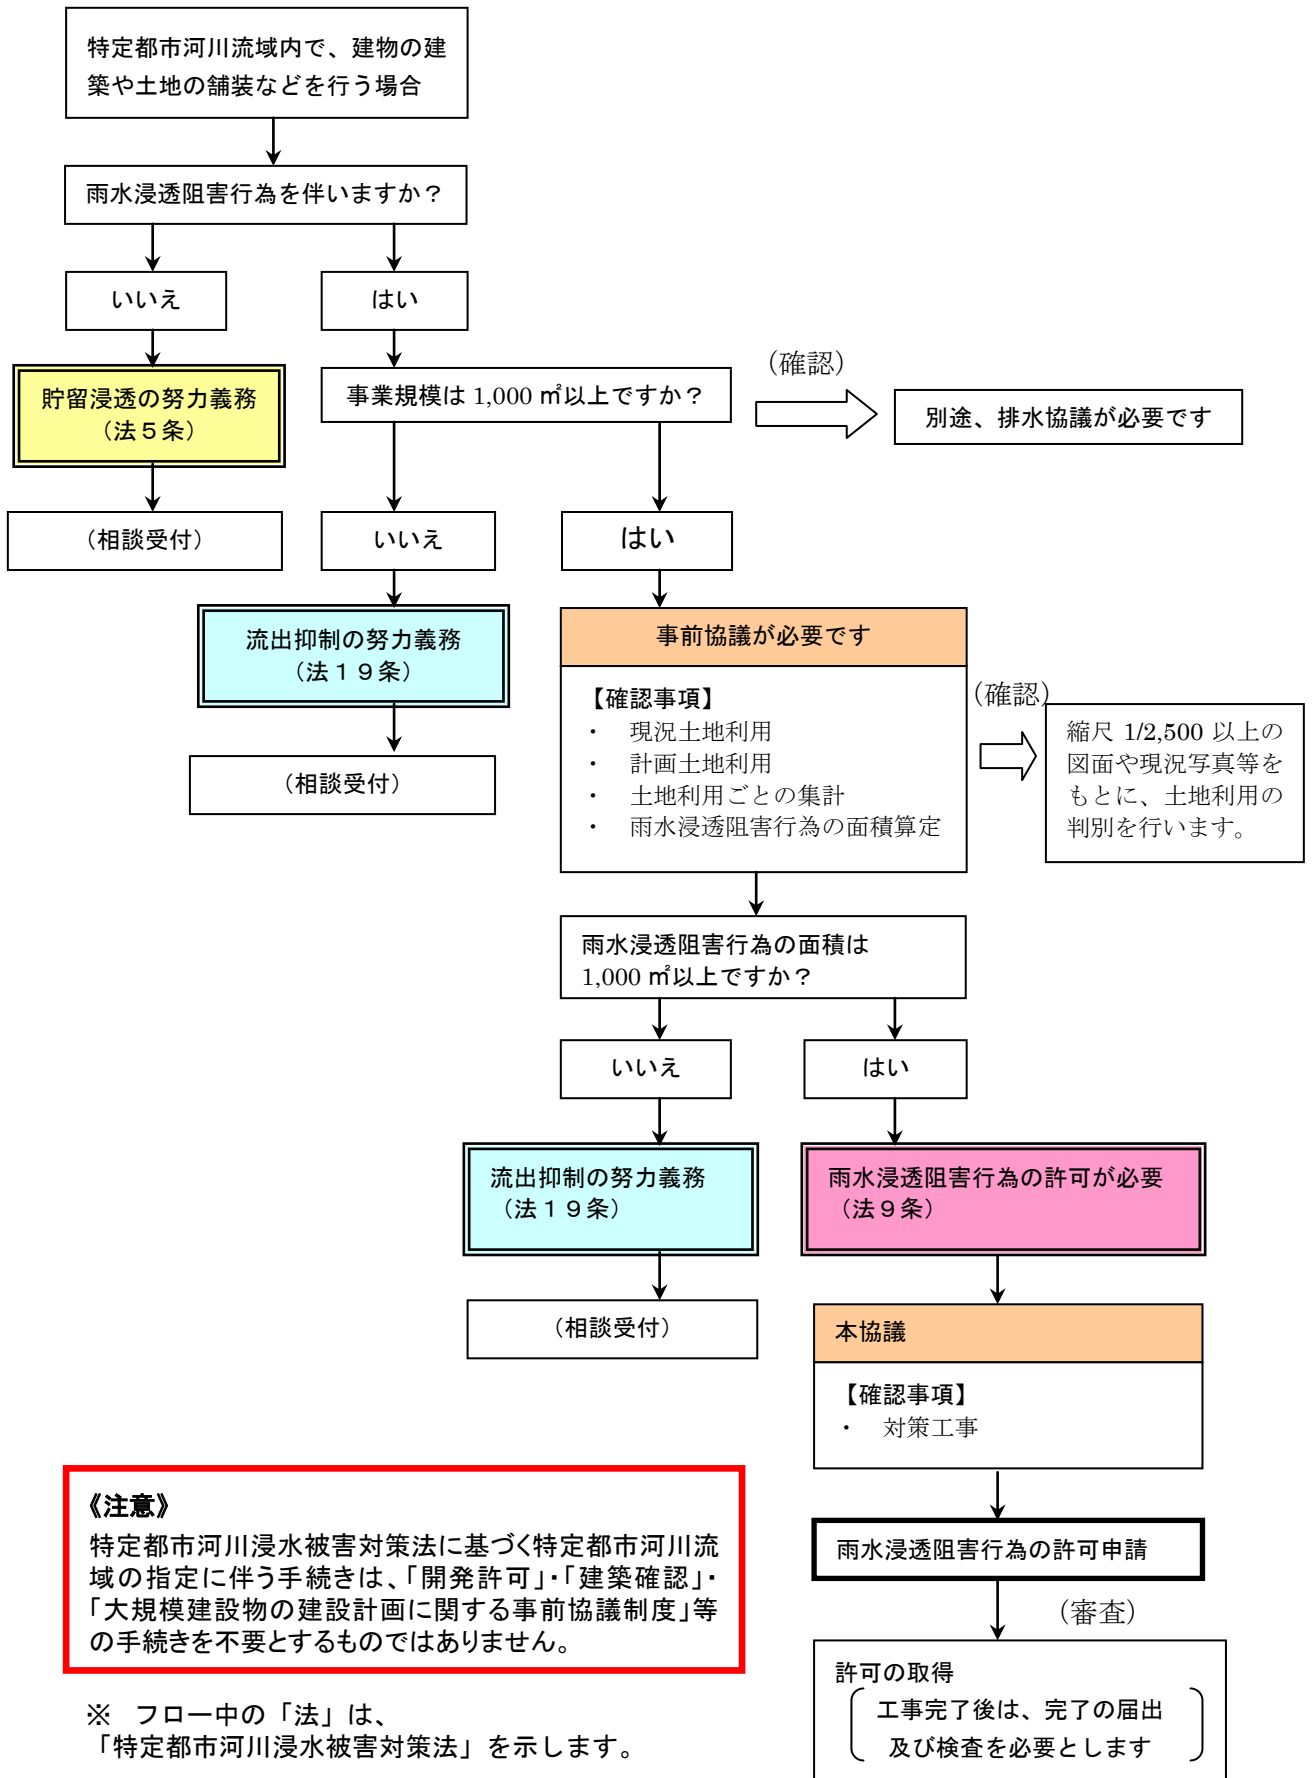 特定都市河川流域内で、建物の建
築や土地の舗装などを行う場合
雨水浸透阻害行為を伴いますか？
いいえ
はい
貯留浸透の努力義務
（法５条）
（相談受付）
事業規模は 1,000 ㎡以上ですか？
（確認）
別途、排水協議が必要です
いいえ
はい
流出抑制の努力義務
（法１９条）
（相談受付）
事前協議が必要です
【確認事項】
・　現況土地利用
・　計画土地利用
・　土地利用ごとの集計
・　雨水浸透阻害行為の面積算定
（確認）
縮尺 1/2,500 以上の
図面や現況写真等を
もとに、土地利用の
判別を行います。
雨水浸透阻害行為の面積は
1,000 ㎡以上ですか？
いいえ
はい
流出抑制の努力義務
（法１９条）
（相談受付）
雨水浸透阻害行為の許可が必要
（法９条）
本協議
【確認事項】
・　対策工事
雨水浸透阻害行為の許可申請
（審査）
許可の取得
工事完了後は、完了の届出
及び検査を必要とします
《注意》
特定都市河川浸水被害対策法に基づく特定都市河川流
域の指定に伴う手続きは、「開発許可」・「建築確認」・
「大規模建設物の建設計画に関する事前協議制度」等
の手続きを不要とするものではありません。
※　フロー中の「法」は、
「特定都市河川浸水被害対策法」を示します。